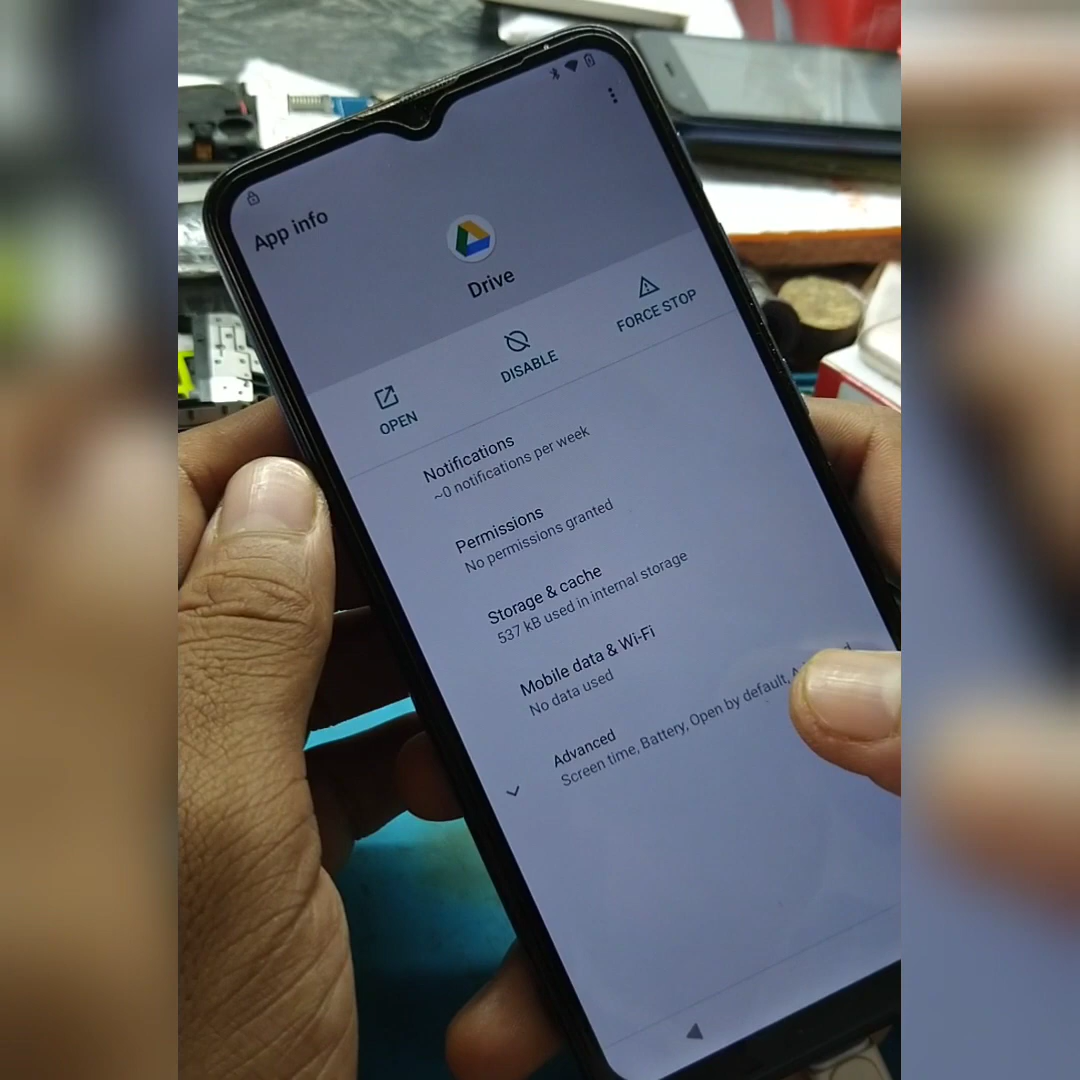 App info
Drive
OPEN
DISABLE
FORCE STOP
Notifications
~0 notifications per week
Permissions
No permissions granted
Storage & cache
537 kB used in internal storage
Mobile data & Wi-Fi
No data used
Advanced
Screen time, Battery, Open by default,